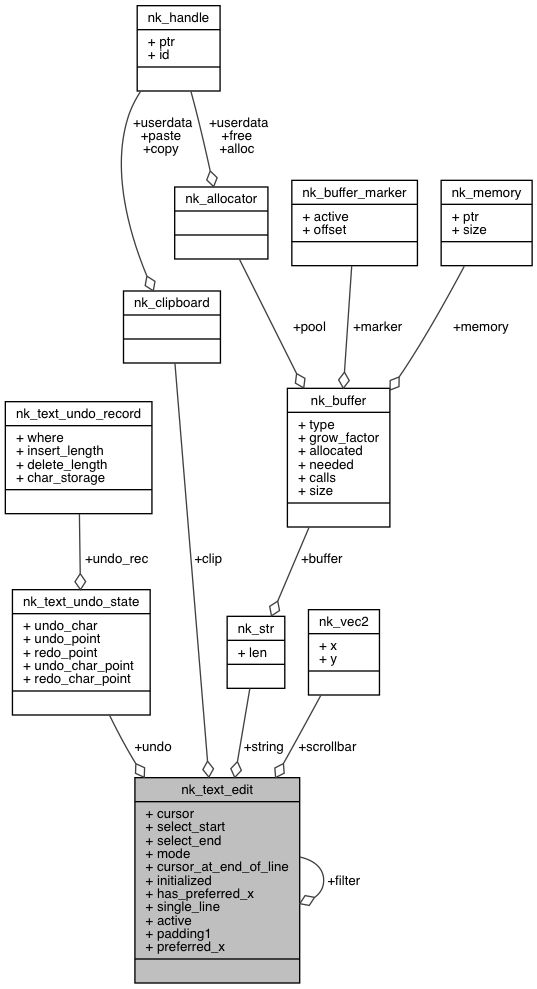 nk_handle
+ ptr
+ id
+userdata
+paste
+copy
+userdata
+free
+alloc
nk_allocator
nk_buffer_marker
+ active
+ offset
nk_memory
+ ptr
+ size
nk_clipboard
+pool
+marker
+memory
nk_text_undo_record
+ where
+ insert_length
+ delete_length
+ char_storage
nk_buffer
+ type
+ grow_factor
+ allocated
+ needed
+ calls
+ size
+undo_rec
+clip
+buffer
nk_text_undo_state
+ undo_char
+ undo_point
+ redo_point
+ undo_char_point
+ redo_char_point
nk_str
+ len
nk_vec2
+ x
+ y
+undo
+string
+scrollbar
nk_text_edit
+ cursor
+ select_start
+ select_end
+ mode
+ cursor_at_end_of_line
+ initialized
+ has_preferred_x
+ single_line
+ active
+ padding1
+ preferred_x
+filter